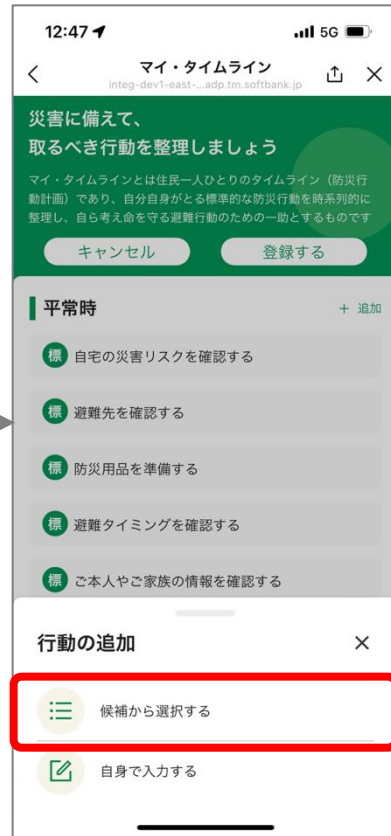 12:47
5G
マイ・タイムライン
integ-dev1-east-...adp.tm.softbank.jp
災害に備えて、
取るべき行動を整理しましょう
マイ・タイムラインとは住民一人ひとりのタイムライン（防災行
動計画）であり、自分自身がとる標準的な防災行動を時系列的に
整理し、自ら考え命を守る避難行動のための一助とするものです
キャンセル 登録する
平常時 + 追加
標 自宅の災害リスクを確認する
標 避難先を確認する
標 防災用品を準備する
標 避難タイミングを確認する
標 ご本人やご家族の情報を確認する
行動の追加
候補から選択する
自身で入力する